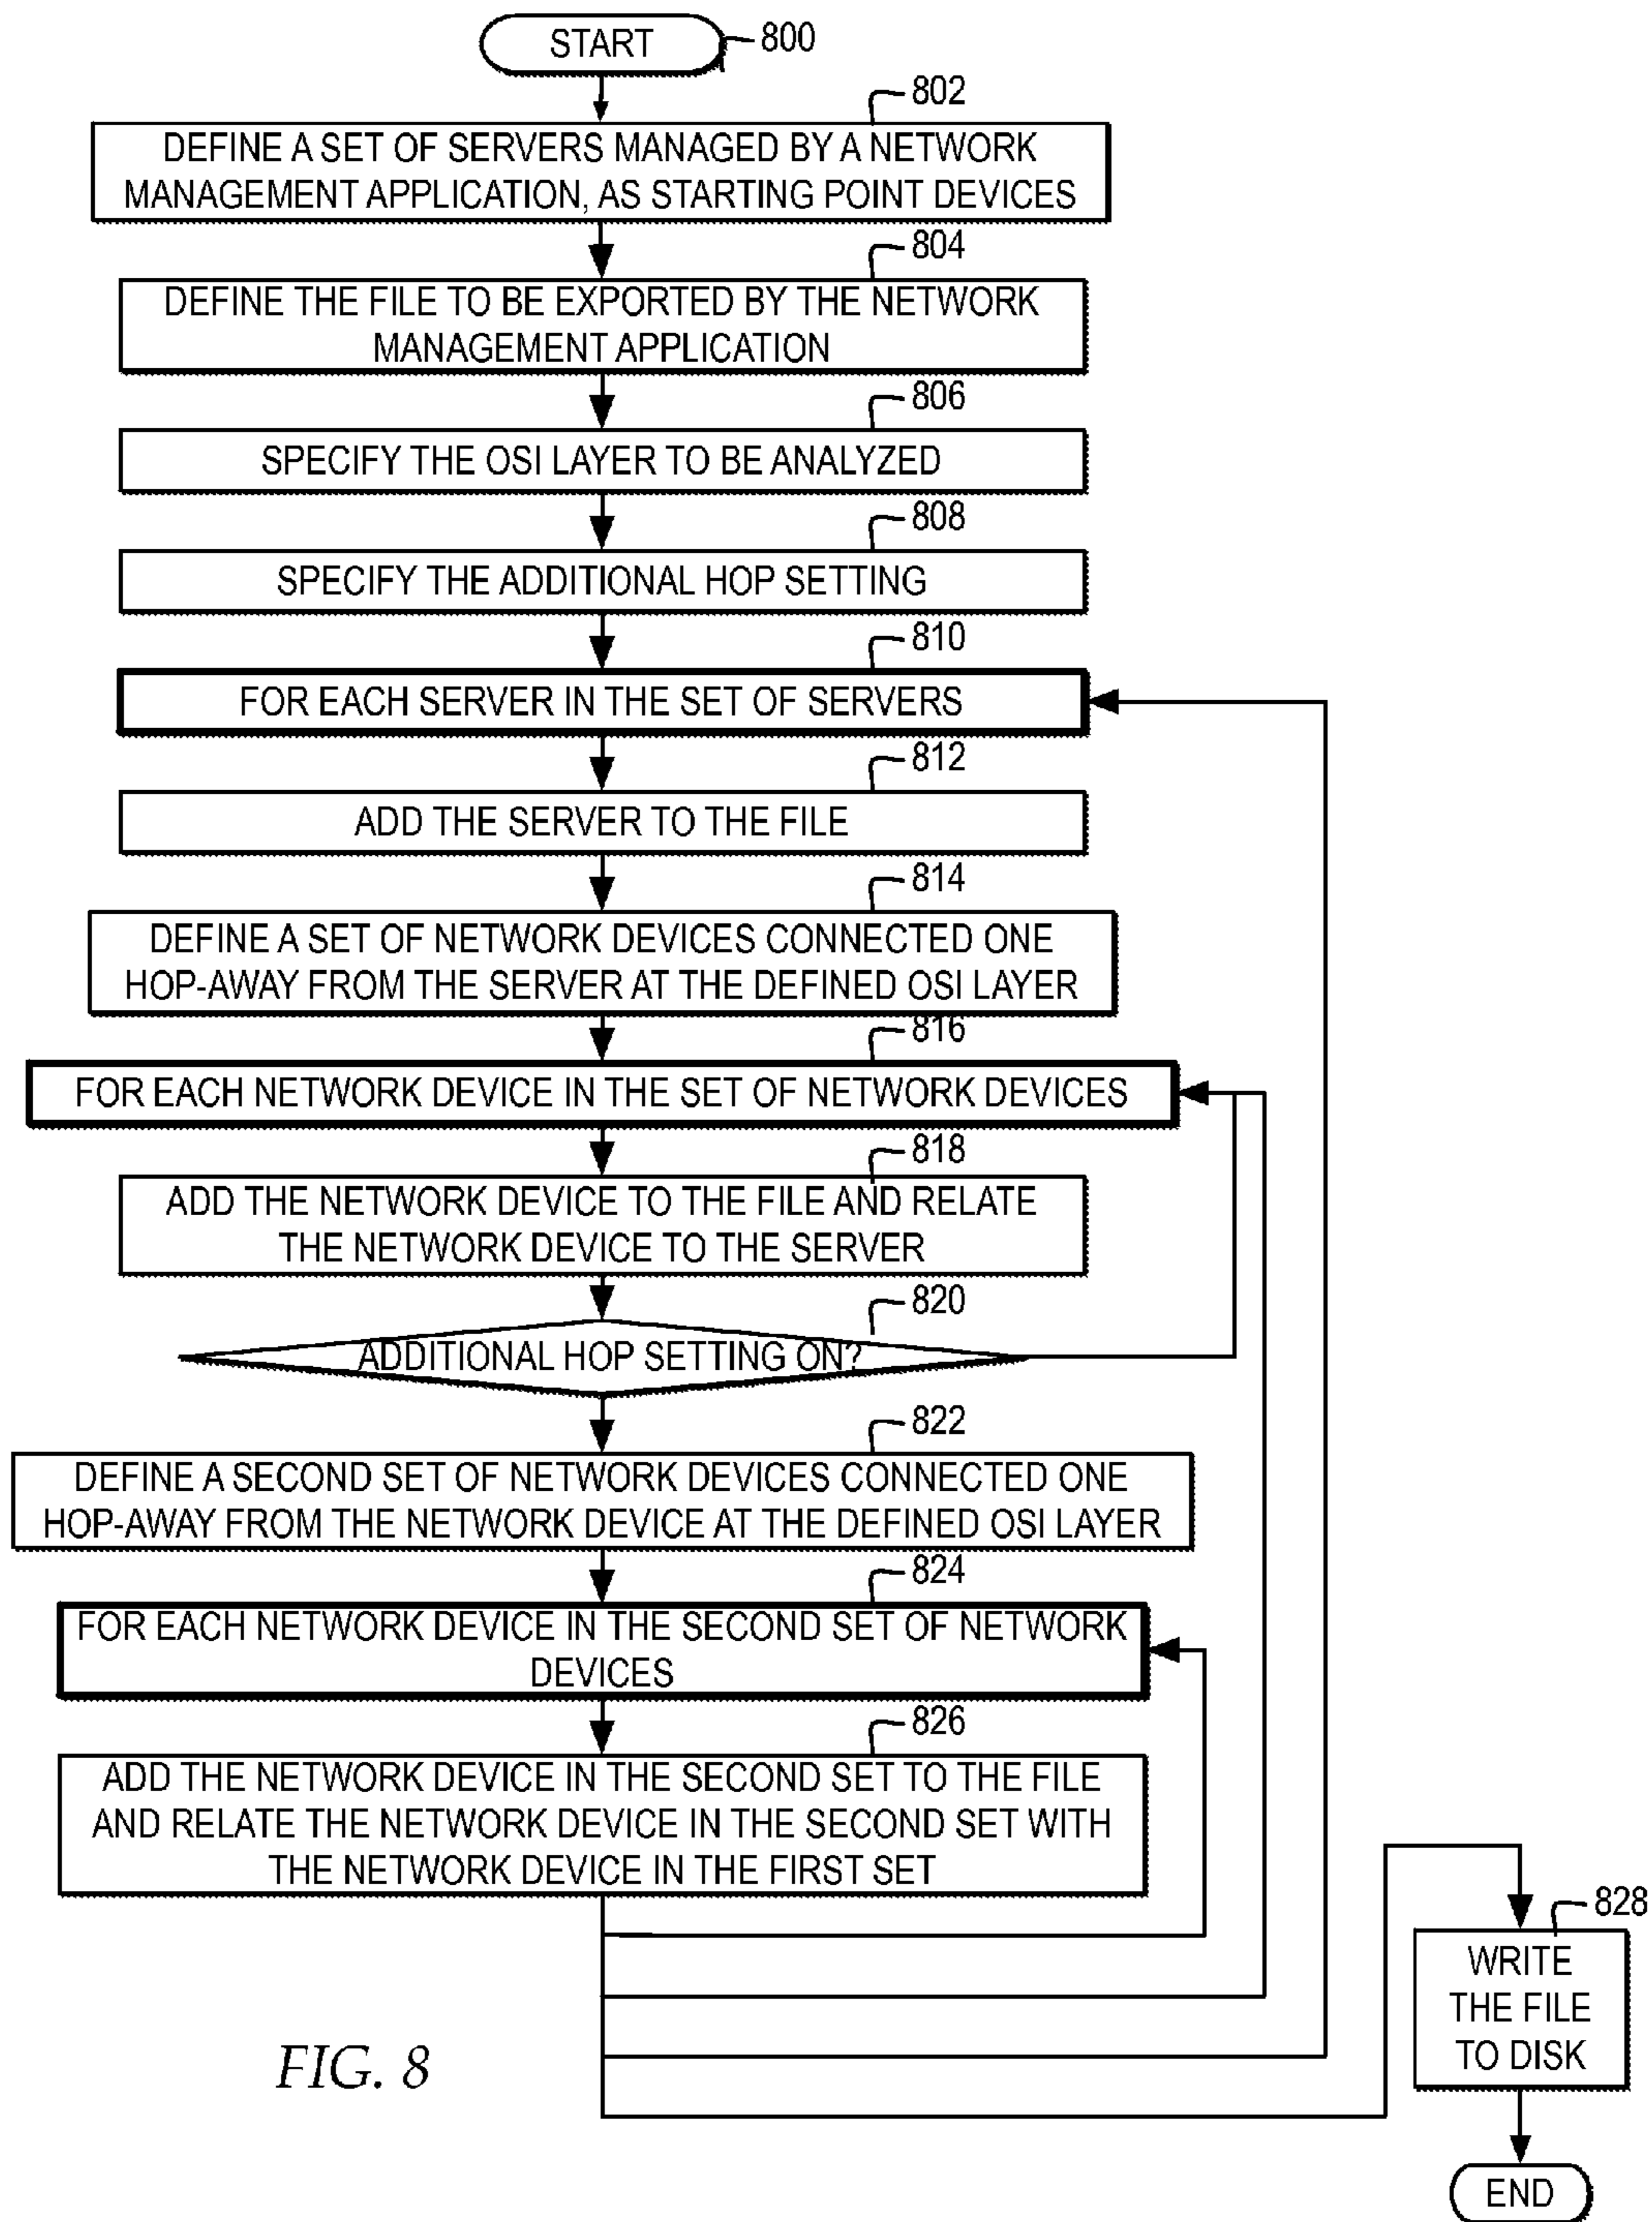 START
800
802
DEFINE A SET OF SERVERS MANAGED BY A NETWORK
MANAGEMENT APPLICATION, AS STARTING POINT DEVICES
804
DEFINE THE FILE TO BE EXPORTED BY THE NETWORK
MANAGEMENT APPLICATION
806
SPECIFY THE OSI LAYER TO BE ANALYZED
808
SPECIFY THE ADDITIONAL HOP SETTING
810
FOR EACH SERVER IN THE SET OF SERVERS
812
ADD THE SERVER TO THE FILE
814
DEFINE A SET OF NETWORK DEVICES CONNECTED ONE
HOP-AWAY FROM THE SERVER AT THE DEFINED OSI LAYER
816
FOR EACH NETWORK DEVICE IN THE SET OF NETWORK DEVICES
818
ADD THE NETWORK DEVICE TO THE FILE AND RELATE
THE NETWORK DEVICE TO THE SERVER
820
ADDITIONAL HOP SETTING ON?
822
DEFINE A SECOND SET OF NETWORK DEVICES CONNECTED ONE
HOP-AWAY FROM THE NETWORK DEVICE AT THE DEFINED OSI LAYER
824
FOR EACH NETWORK DEVICE IN THE SECOND SET OF NETWORK
DEVICES
826
ADD THE NETWORK DEVICE IN THE SECOND SET TO THE FILE
AND RELATE THE NETWORK DEVICE IN THE SECOND SET WITH
THE NETWORK DEVICE IN THE FIRST SET
828
WRITE
THE FILE
TO DISK
END
FIG. 8